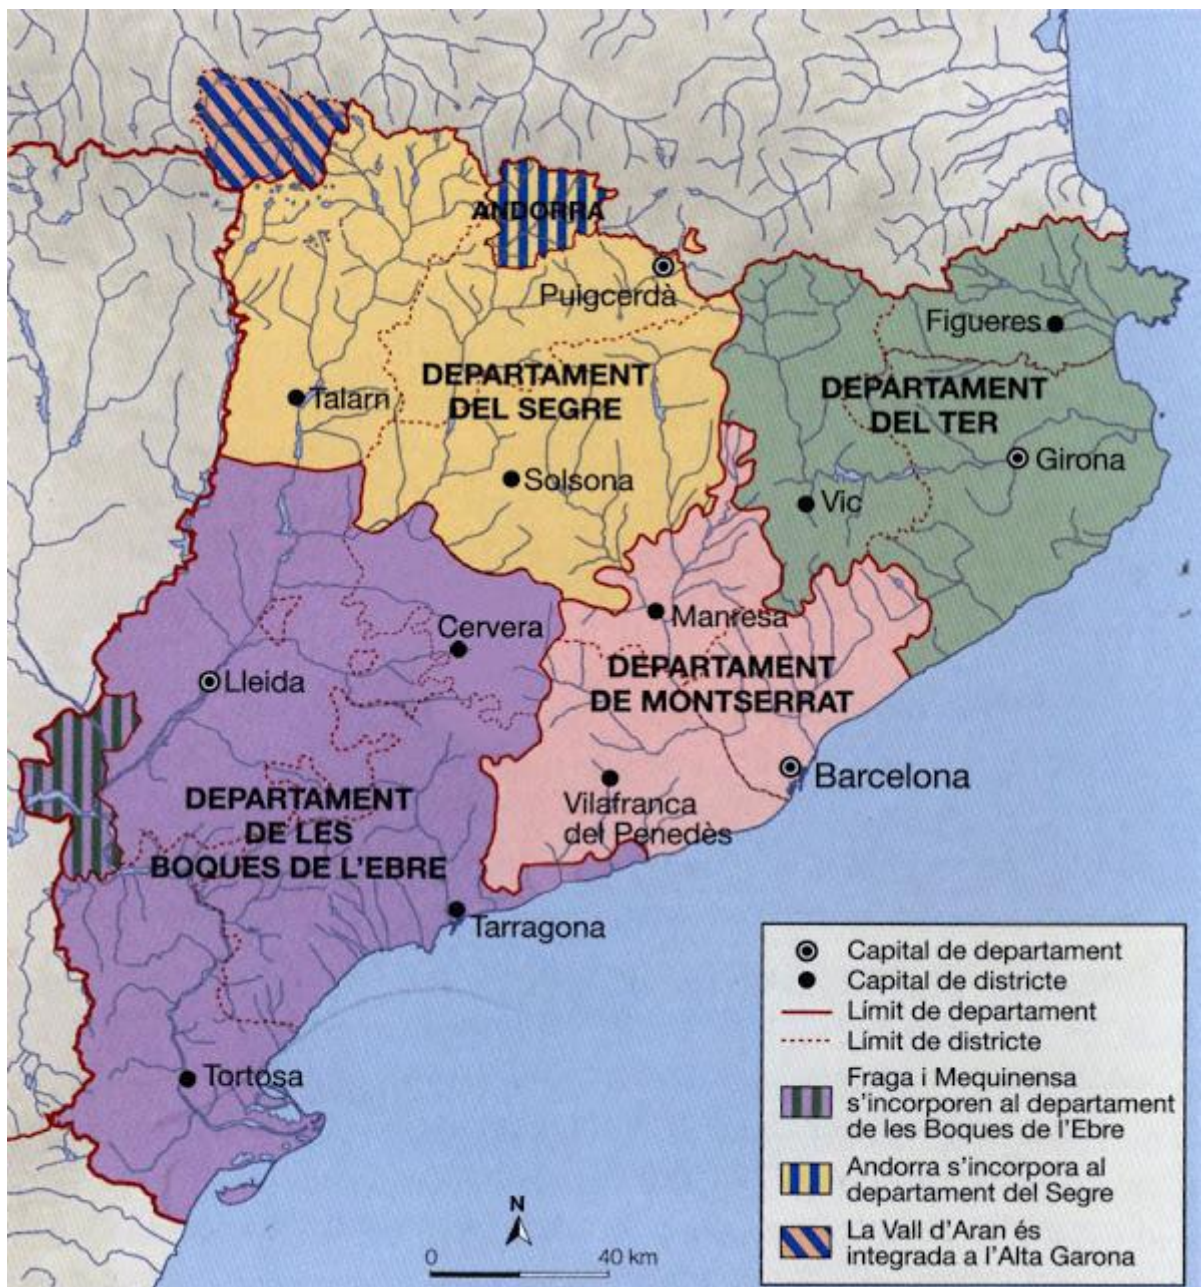 ANDORRA
Puigcerdà
Figueres
DEPARTAMENT
DEL SEGRE
DEPARTAMENT
DEL TER
Talarn
Girona
Solsona
Vic
Cervera
Manresa
Lleida
DEPARTAMENT
DE MONTSERRAT
Barcelona
DEPARTAMENT
DE LES
BOQUES DE L'EBRE
Vilafranca
del Penedès
Tarragona
Tortosa
N
0 40 km
Capital de departament
Capital de districte
Límit de departament
Límit de districte
Fraga i Mequinensa
s'incorporen al departament
de les Boques de l'Ebre
Andorra s'incorpora al
departament del Segre
La Vall d'Aran és
integrada a l'Alta Garona